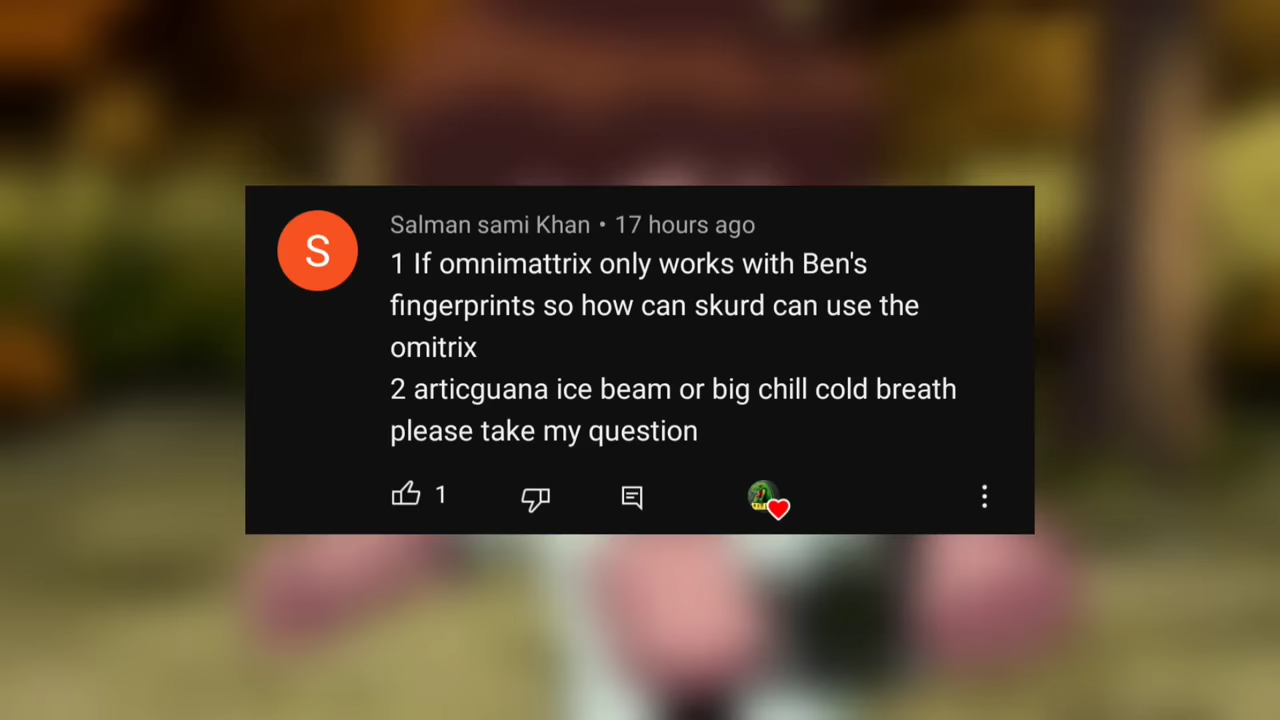 S
Salman sami Khan • 17 hours ago
1 If omnimattrix only works with Ben's
fingerprints so how can skurd can use the
omitrix
2 articguana ice beam or big chill cold breath
please take my question
1